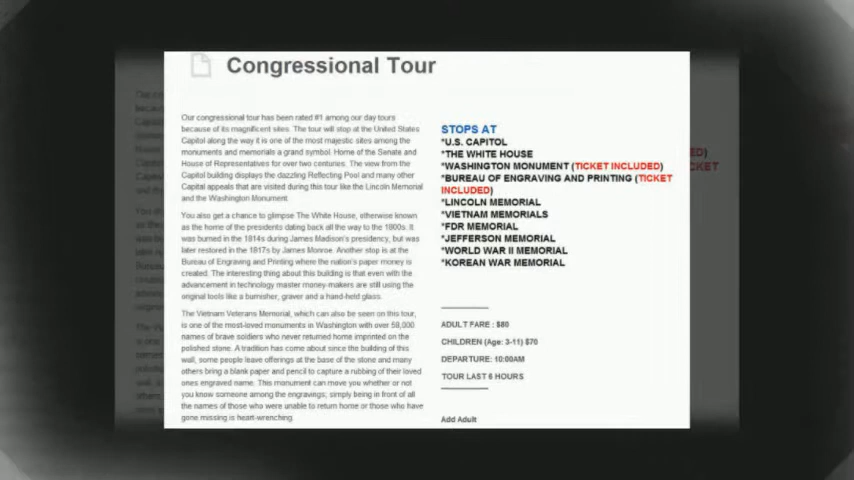 Congressional Tour
Our congressional tour has been rated #1 among our day tours
because of its magnificent sites. The tour will stop at the United States
Capitol along the way it is one of the most majestic sites among the
monuments and memorials a grand symbol. Home of the Senate and
House of Representatives for over two centuries. The view from the
Capitol building displays the dazzling Reflecting Pool and many other
Capitol appeals that are visited during this tour like the Lincoln Memorial
and the Washington Monument.
You also get a chance to glimpse The White House, otherwise known
as the home of the presidents dating back all the way to the 1800s. It
was burned in the 1814s during James Madison's presidency, but was
later restored in the 1817s by James Monroe. Another stop is at the
Bureau of Engraving and Printing where the nation's paper money is
created. The interesting thing about this building is that even with the
advancement in technology master money-makers are still using the
original tools like a burnisher, graver and a hand-held glass.
The Vietnam Veterans Memorial, which can also be seen on this tour,
is one of the most-loved monuments in Washington with over 58,000
names of brave soldiers who never returned home imprinted on the
polished stone. A tradition has come about since the building of this
wall, some people leave offerings at the base of the stone and many
others bring a blank paper and pencil to capture a rubbing of their loved
ones engraved name. This monument can move you whether or not
you know someone among the engravings; simply being in front of all
the names of those who were unable to return home or those who have
gone missing is heart-wrenching.
STOPS AT
*U.S. CAPITOL
*THE WHITE HOUSE
*WASHINGTON MONUMENT (TICKET INCLUDED)
*BUREAU OF ENGRAVING AND PRINTING (TICKET
INCLUDED)
*LINCOLN MEMORIAL
*VIETNAM MEMORIALS
*FDR MEMORIAL
*JEFFERSON MEMORIAL
*WORLD WAR II MEMORIAL
*KOREAN WAR MEMORIAL
ADULT FARE : $80
CHILDREN (Age: 3-11) $70
DEPARTURE: 10:00AM
TOUR LAST 6 HOURS
Add Adult